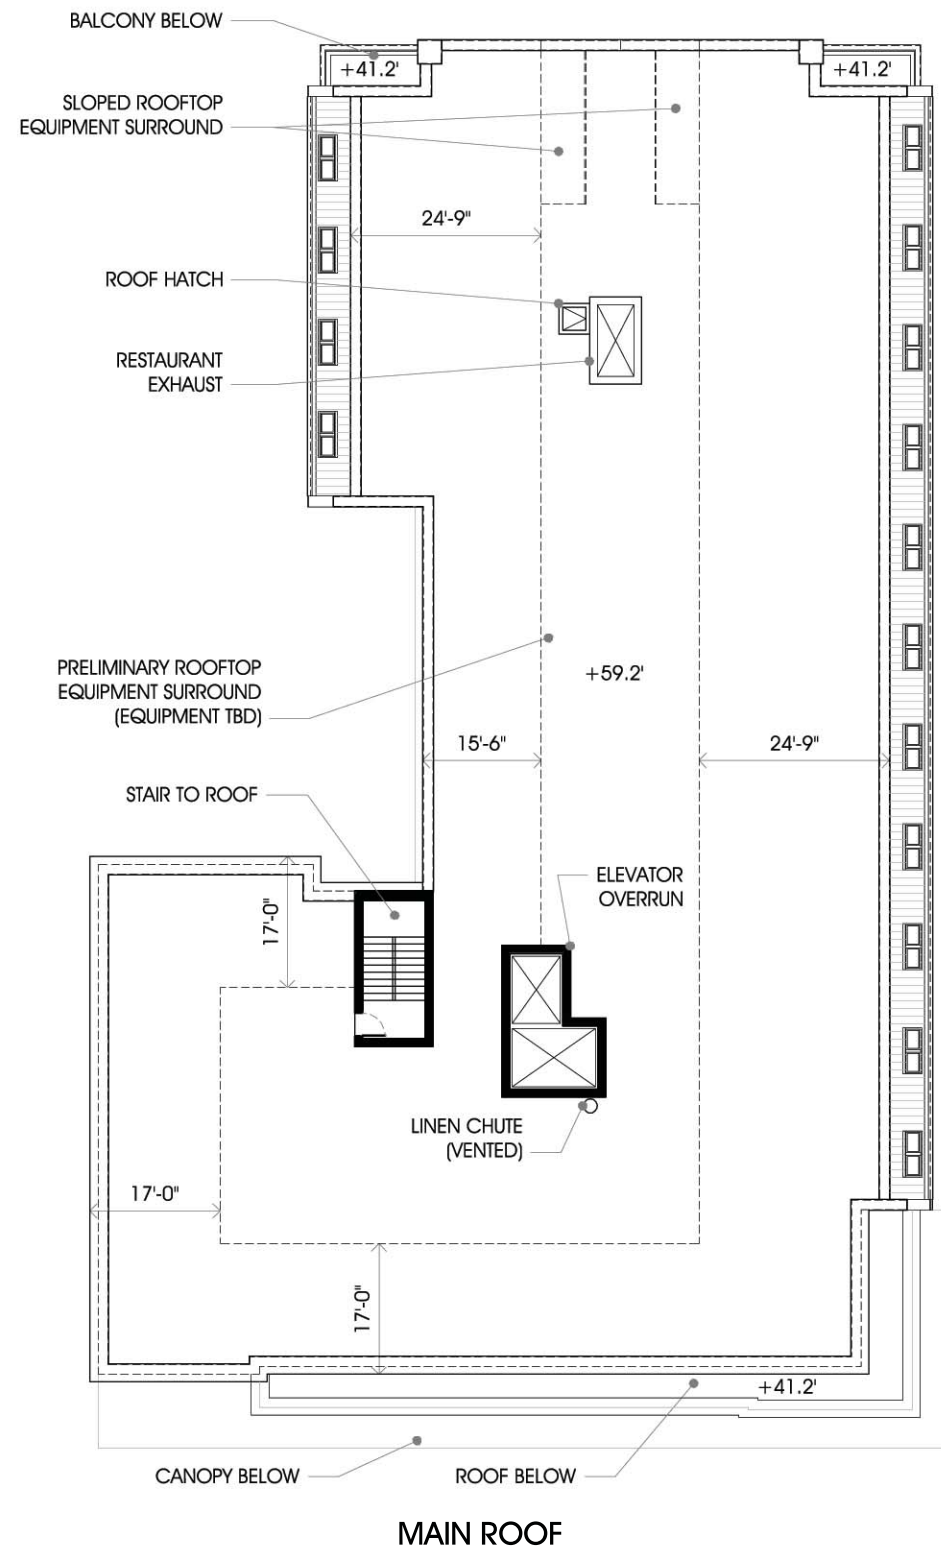 BALCONY BELOW
+41.2'
+41.2'
SLOPED ROOFTOP
EQUIPMENT SURROUND
24'-9"
ROOF HATCH
RESTAURANT
EXHAUST
PRELIMINARY ROOFTOP
EQUIPMENT SURROUND
(EQUIPMENT TBD)
+59.2'
15'-6"
24'-9"
STAIR TO ROOF
ELEVATOR
OVERRUN
17'-0"
LINEN CHUTE
(VENTED)
17'-0"
17'-0"
+41.2'
CANOPY BELOW
ROOF BELOW
MAIN ROOF